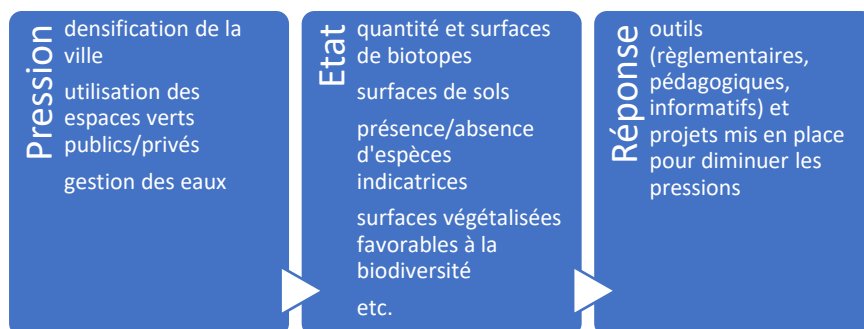 Pression
densification de la
ville
utilisation des
espaces verts
publics/privés
gestion des eaux
Etat
quantité et surfaces
de biotopes
surfaces de sols
présence/absence
d'espèces
indicatrices
surfaces végétalisées
favorables à la
biodiversité
etc.
Réponse
outils
(règlementaires,
pédagogiques,
informatifs) et
projets mis en place
pour diminuer les
pressions